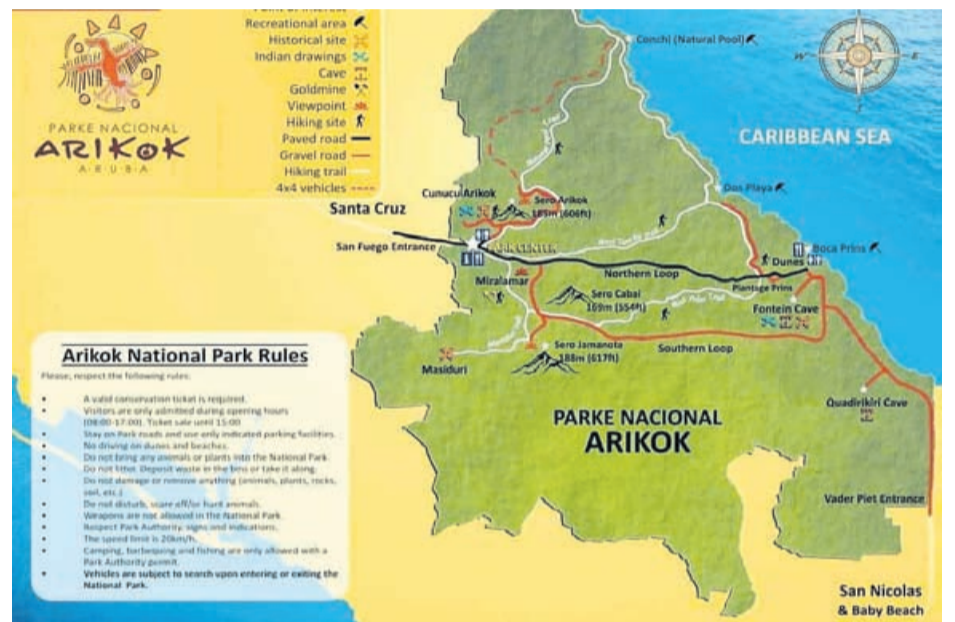 Recreational area
Historical site
Indian drawings
Cave
Goldmine
Viewpoint
Hiking site
Paved road
Gravel road
Hiking trail
4x4 vehicles
PARKE NACIONAL
ARIKOK
A·R·U·B·A
Conchi (Natural Pool)
W
E
CARIBBEAN SEA
Dos Playa
Cunucu Arikok
Sero Arikok
185m (606ft)
Santa Cruz
San Fuego Entrance
PARK CENTER
Boca Prins
Dunes
Northern Loop
Miralamar
Plantage Prins
Sero Cabai
169m (554ft)
Fontein Cave
Sero Jamanota
188m (617ft)
Southern Loop
Masiduri
Quadirikiri Cave
PARKE NACIONAL
ARIKOK
Vader Piet Entrance
San Nicolas
& Baby Beach
Arikok National Park Rules
Please, respect the following rules.
• A valid conservation ticket is required.
• Visitors are only admitted during opening hours
(08:00-17:00). Ticket sale until 15:00
• Stay on Park roads and use only indicated parking facilities.
• No driving on dunes and beaches.
• Do not bring any animals or plants into the National Park.
• Do not litter. Deposit waste in the bins or take it along.
• Do not damage or remove anything (animals, plants, rocks,
soil, etc.)
• Do not disturb, scare off/or hunt animals.
• Weapons are not allowed in the National Park
• Respect Park Authority, signs and indications.
• The speed limit is 20km/h.
• Camping, barbequing and fishing are only allowed with a
Park Authority permit.
• Vehicles are subject to search upon entering or exiting the
National Park.